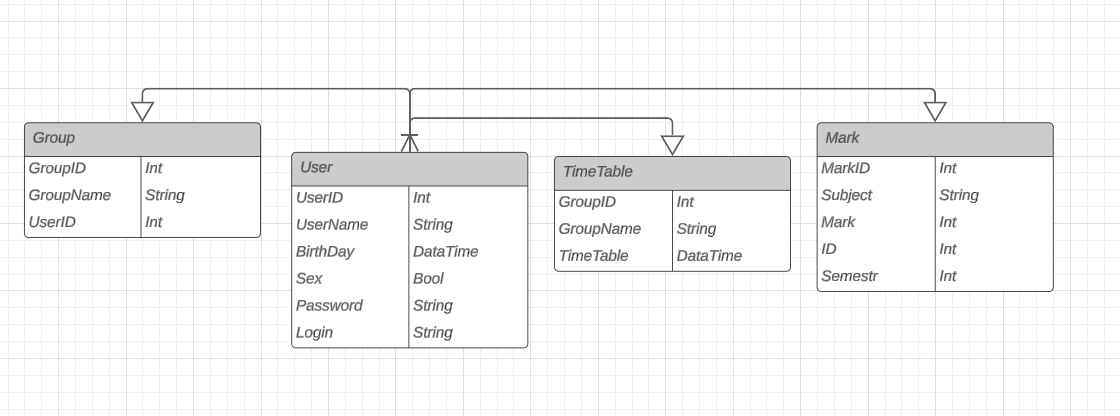 Group
GroupID Int
GroupName String
UserID Int
User
UserID Int
UserName String
BirthDay DataTime
Sex Bool
Password String
Login String
TimeTable
GroupID Int
GroupName String
TimeTable DataTime
Mark
MarkID Int
Subject String
Mark Int
ID Int
Semestr Int